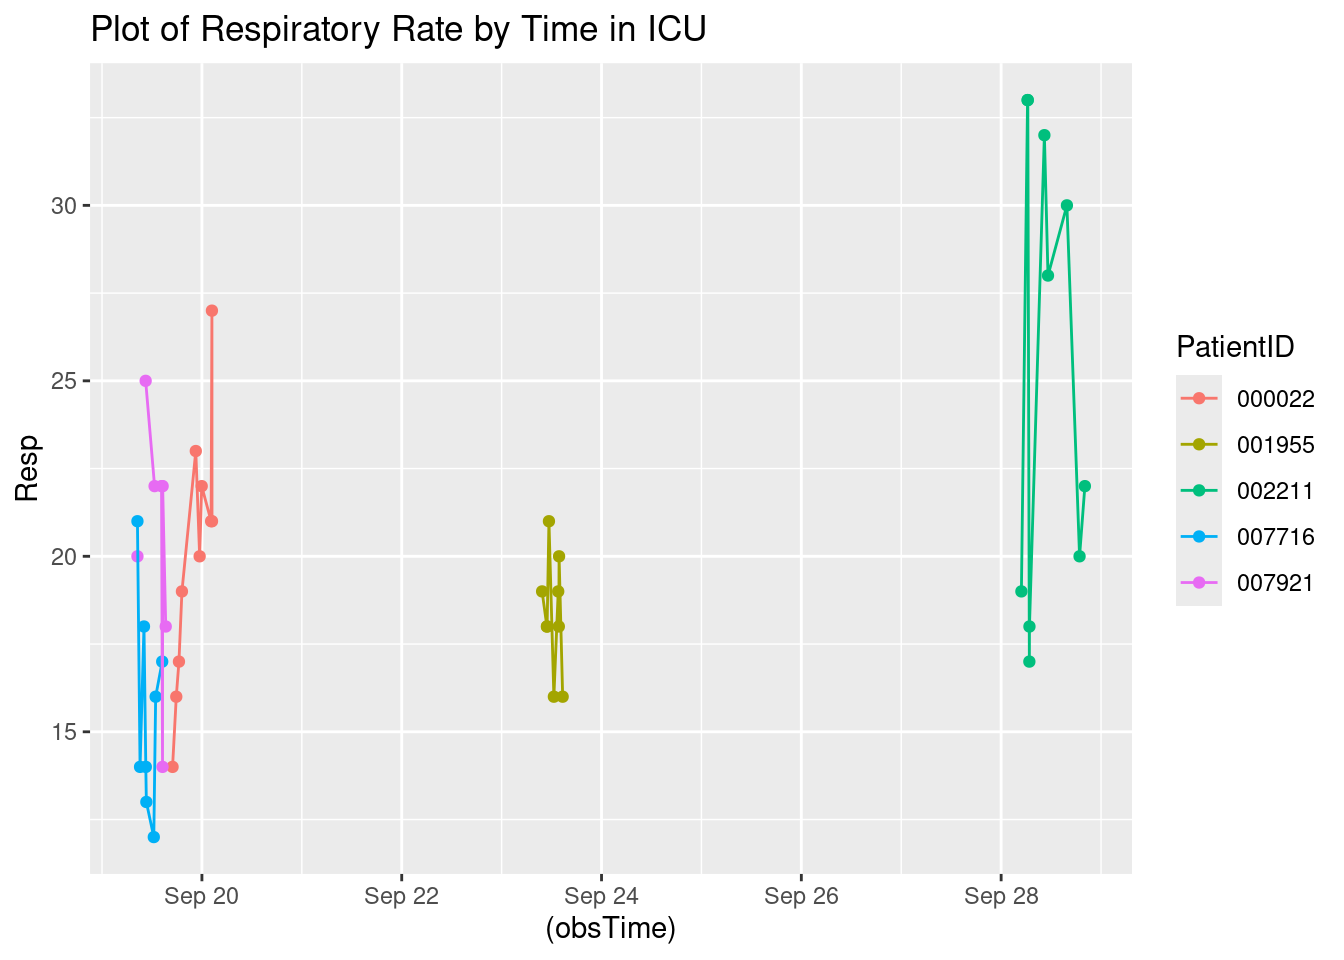 Plot of Respiratory Rate by Time in ICU
Resp
30
25
20
15
Sep 20 Sep 22 Sep 24 Sep 26 Sep 28
(obsTime)
PatientID
000022
001955
002211
007716
007921